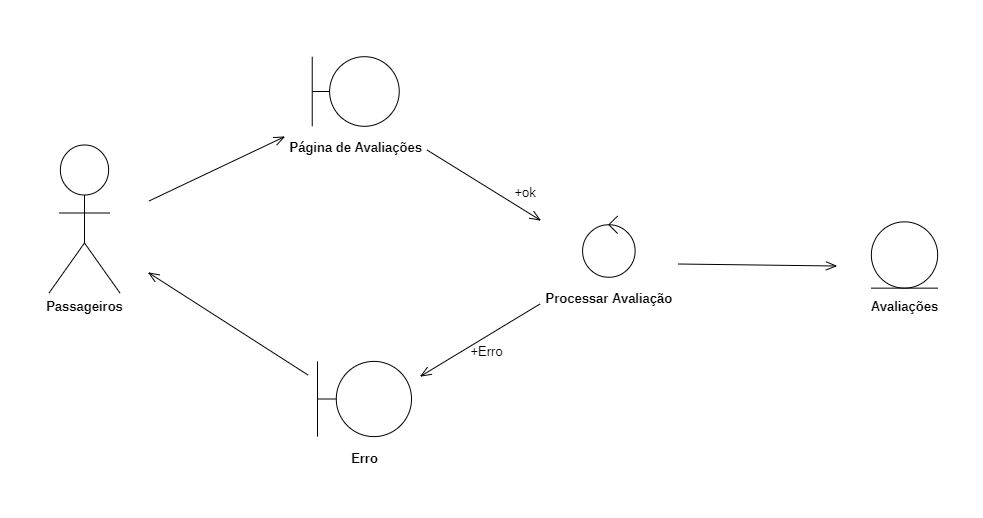 Página de Avaliações
+ok
Passageiros
Processar Avaliação
Avaliações
+Erro
Erro